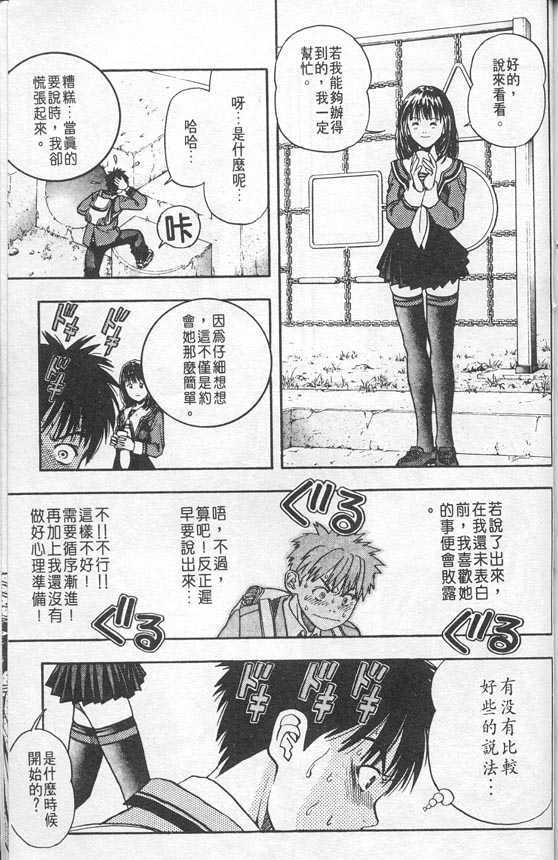 好的，
說來看看。
若我能夠辦得
到的，我一定
幫忙。
呀…是什麼呢…
哈哈…
糟糕…當真的
要說時，我卻
慌張起來。
咔
因為仔細想想
，這不僅是約
會她那麼簡單。
ドキ
ドキ
ドキ
若說了出來，
在我還未表白
前，我喜歡她
的事便會敗露
。
ぐる
唔，不過，
算吧！反正遲
早要說出來…
不!!不行!!
這樣不好！
需要循序漸進！
再加上我還沒有
做好心理準備！
ぐる
ぐる
有没有比較
好些的說法…
ドキ
ドキ
ドキ
是什麼時候
開始的？